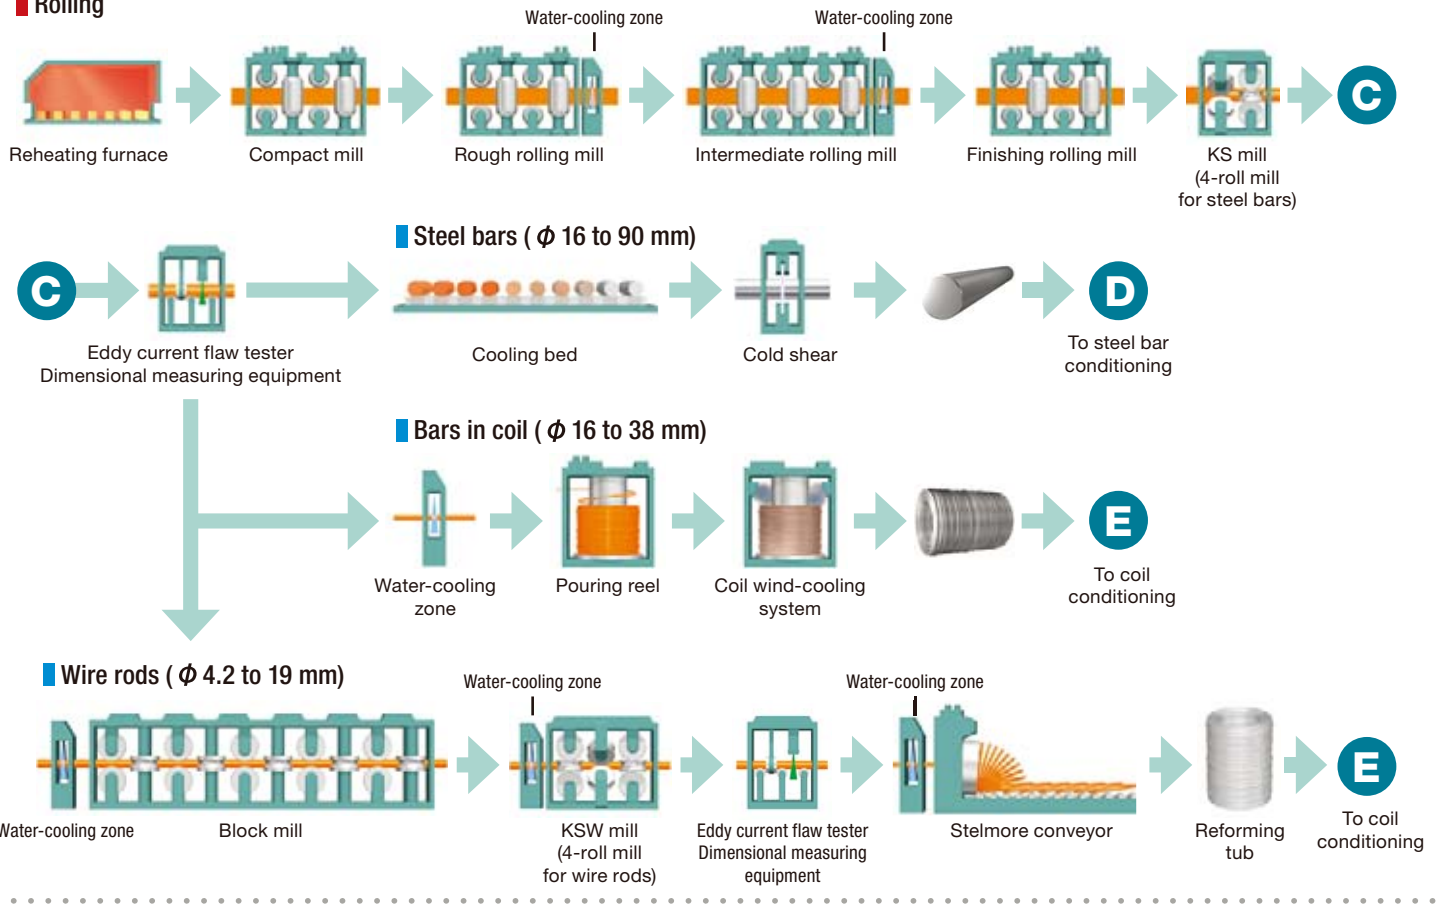 Rolling
Water-cooling zone
Water-cooling zone
C
Reheating furnace
Compact mill
Rough rolling mill
Intermediate rolling mill
Finishing rolling mill
KS mill
(4-roll mill
for steel bars)
Steel bars ( Φ 16 to 90 mm)
C
D
Eddy current flaw tester
Dimensional measuring equipment
Cooling bed
Cold shear
To steel bar
conditioning
Bars in coil ( Φ 16 to 38 mm)
E
Water-cooling
zone
Pouring reel
Coil wind-cooling
system
To coil
conditioning
Wire rods ( Φ 4.2 to 19 mm)
Water-cooling zone
Water-cooling zone
E
Water-cooling zone
Block mill
KSW mill
(4-roll mill
for wire rods)
Eddy current flaw tester
Dimensional measuring
equipment
Stelmore conveyor
Reforming
tub
To coil
conditioning